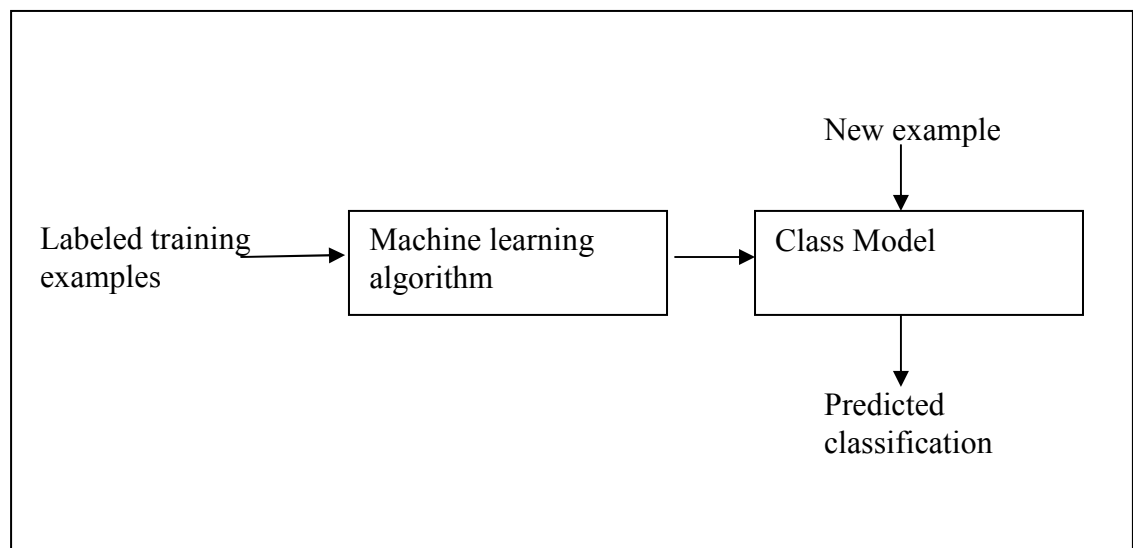 New example
Labeled training
examples
Machine learning
algorithm
Class Model
Predicted
classification